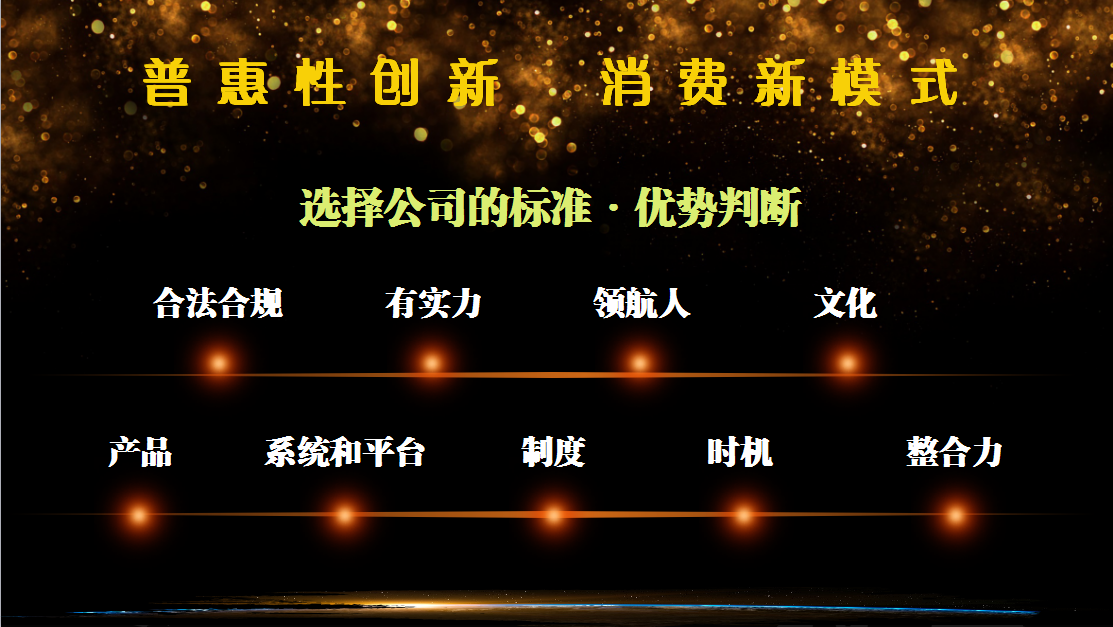 普惠性创新 消费新模式
选择公司的标准·优势判断
合法合规 有实力 领航人 文化
产品 系统和平台 制度 时机 整合力